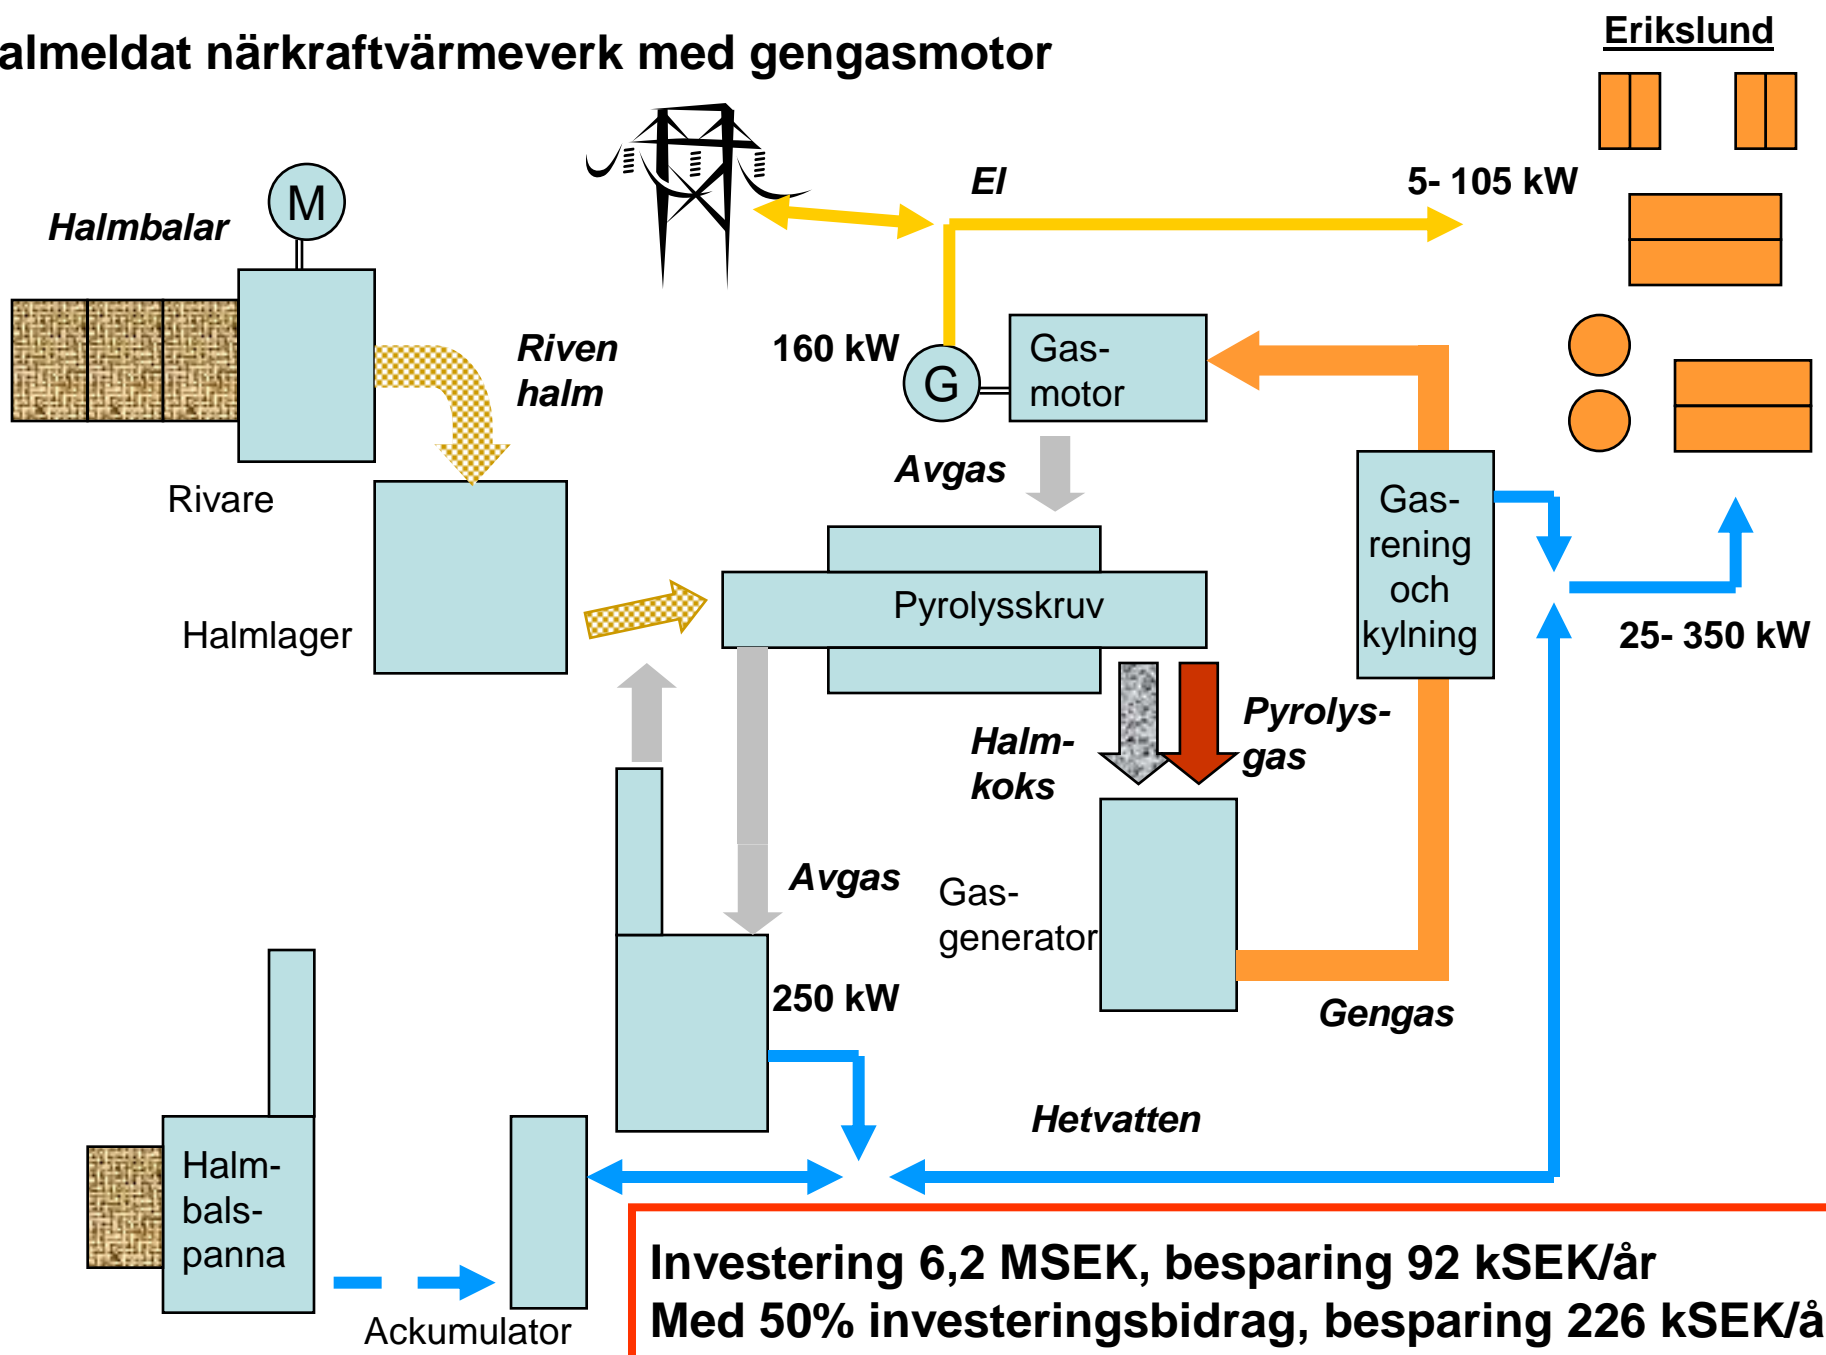 almeldat närkraftvärmeverk med gengasmotor
Erikslund
M
Halmbalar
El
5- 105 kW
Riven
halm
160 kW
G
Gas-
motor
Avgas
Rivare
Halmlager
Pyrolysskruv
Gas-
rening
och
kylning
25- 350 kW
Halm-
koks
Pyrolys-
gas
Avgas
Gas-
generator
250 kW
Gengas
Hetvatten
Halm-
bals-
panna
Ackumulator
Investering 6,2 MSEK, besparing 92 kSEK/år
Med 50% investeringsbidrag, besparing 226 kSEK/å